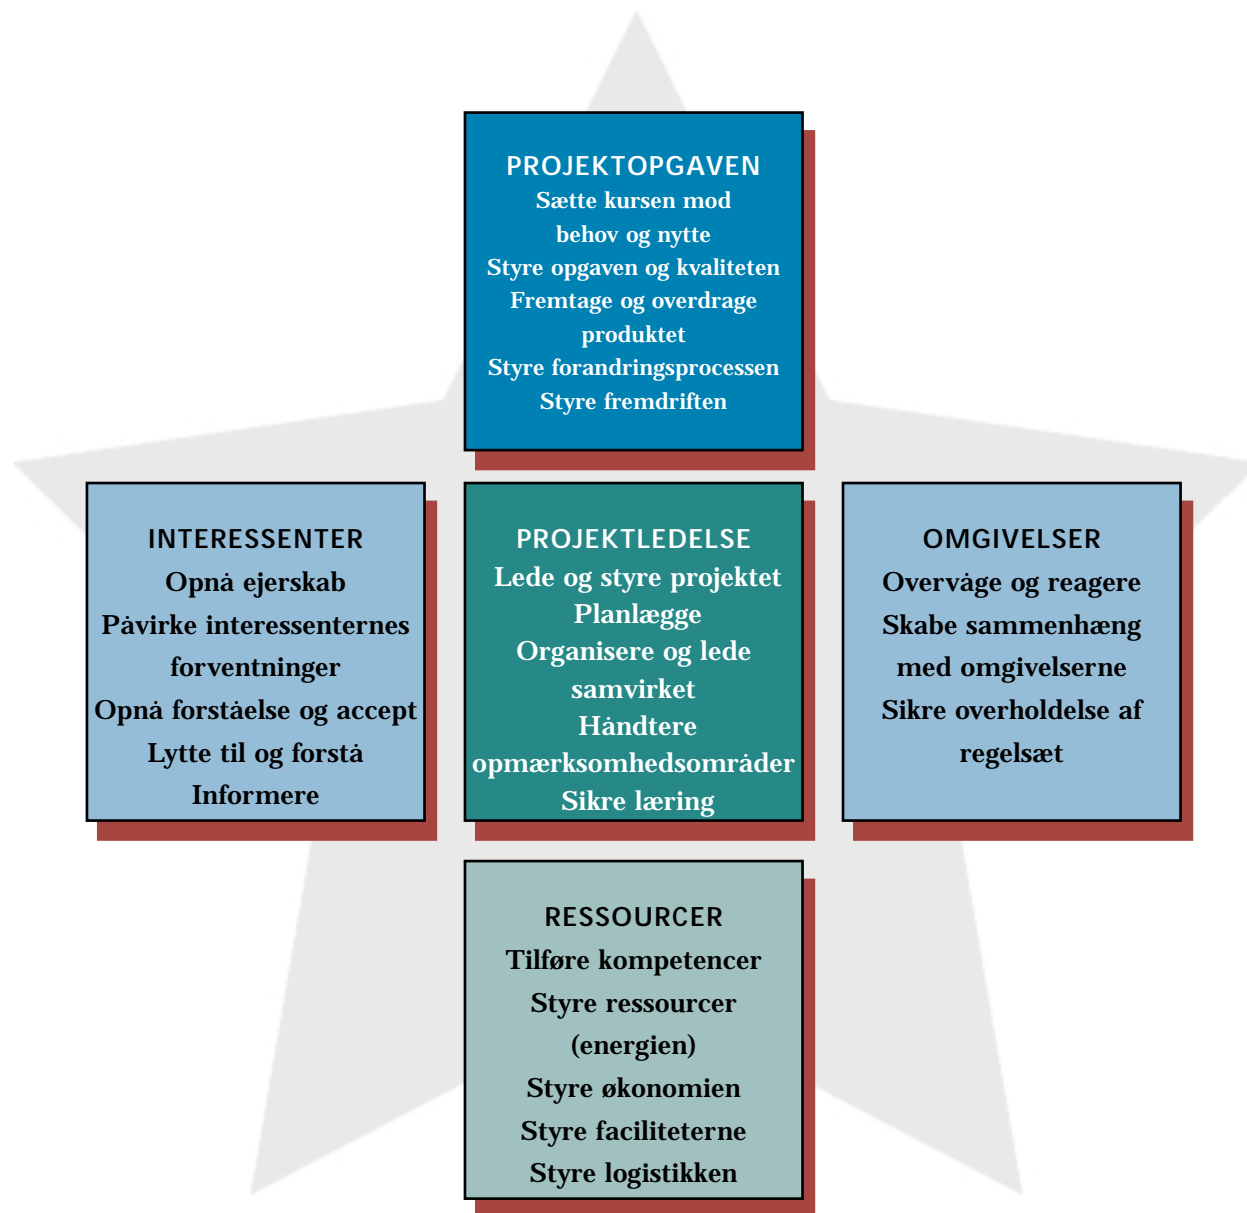 PROJEKTOPGAVEN
Sætte kursen mod
behov og nytte
Styre opgaven og kvaliteten
Fremtage og overdrage
produktet
Styre forandringsprocessen
Styre fremdriften
INTERESSENTER
Opnå ejerskab
Påvirke interessenternes
forventninger
Opnå forståelse og accept
Lytte til og forstå
Informere
PROJEKTLEDELSE
Lede og styre projektet
Planlægge
Organisere og lede
samvirket
Håndtere
opmærksomhedsområder
Sikre læring
OMGIVELSER
Overvåge og reagere
Skabe sammenhæng
med omgivelserne
Sikre overholdelse af
regelsæt
RESSOURCER
Tilføre kompetencer
Styre ressourcer
(energien)
Styre økonomien
Styre faciliteterne
Styre logistikken